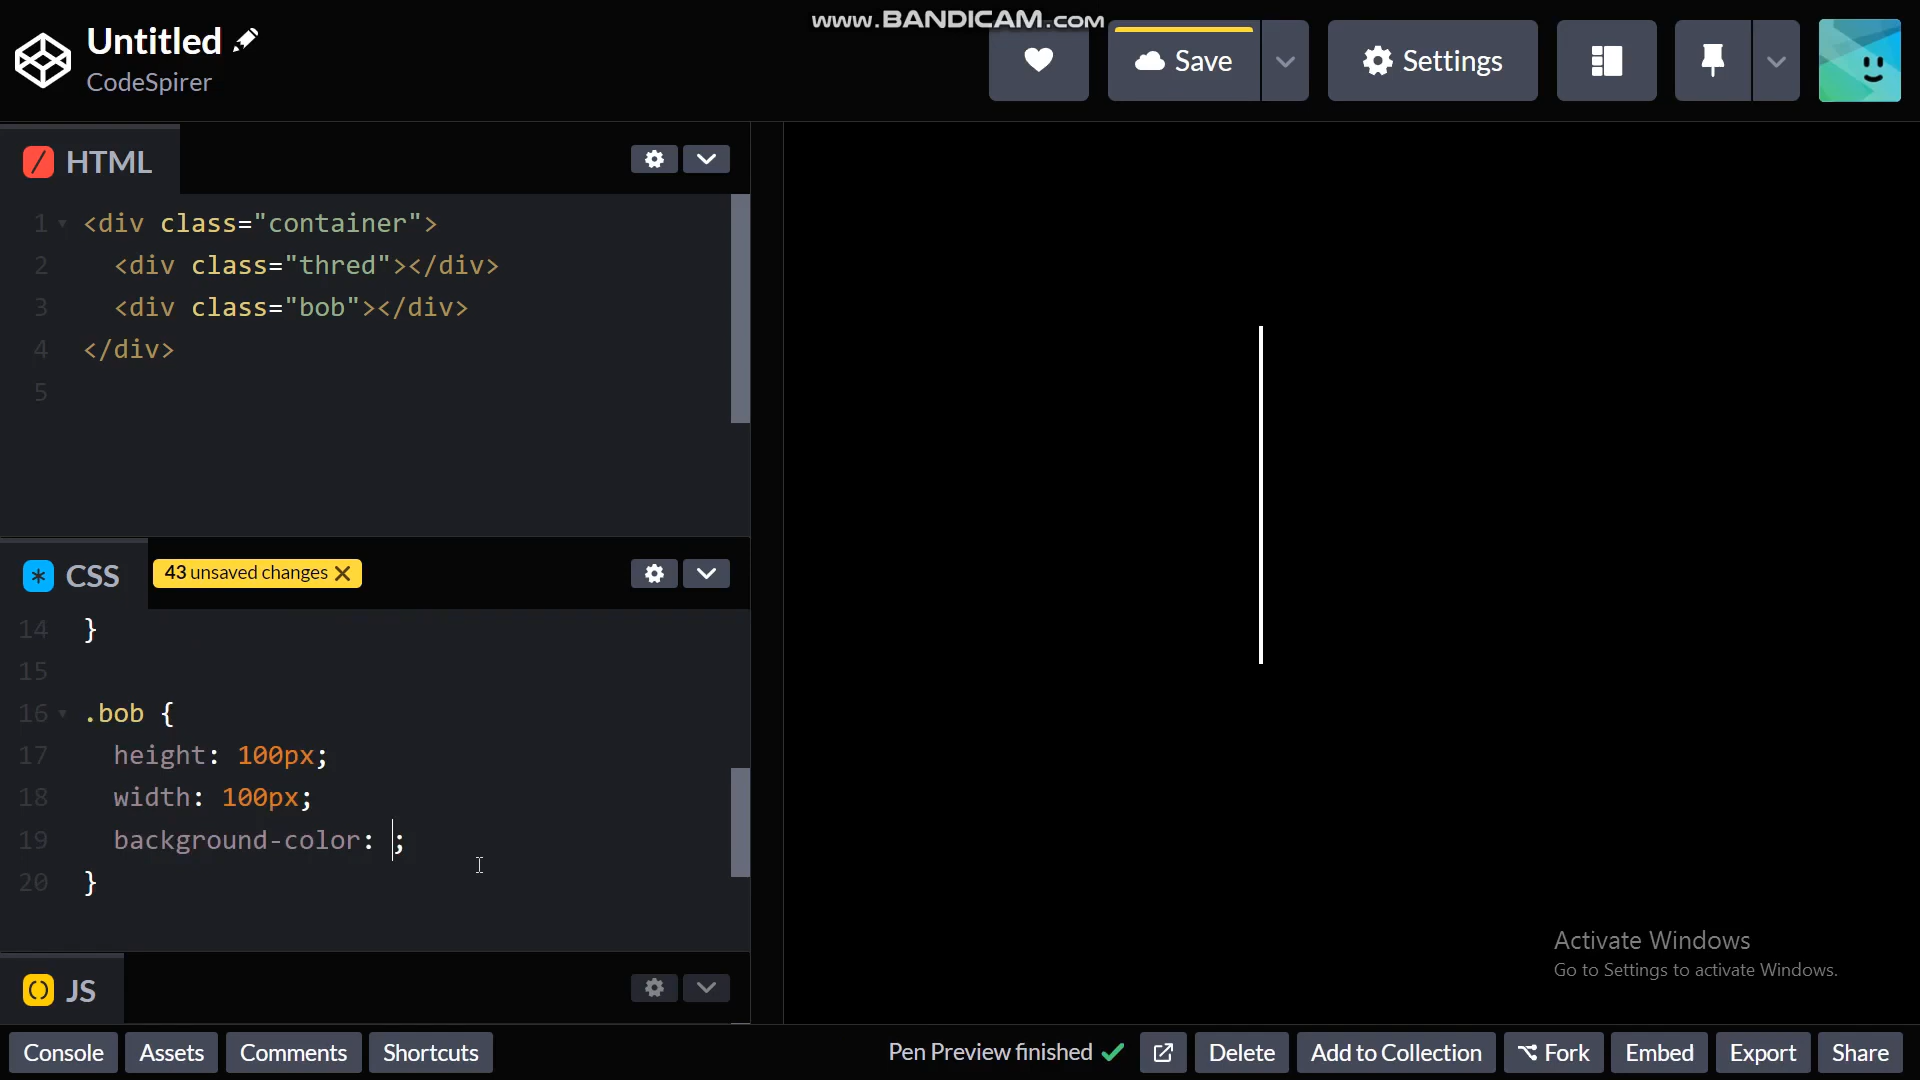 www.BANDICAM.com
Untitled
CodeSpirer
Save
Settings
HTML
1 <div class="container">
2 <div class="thred"></div>
3 <div class="bob"></div>
4 </div>
5
CSS
43 unsaved changes
14 }
15
16 .bob {
17 height: 100px;
18 width: 100px;
19 background-color: ;
20 }
JS
Activate Windows
Go to Settings to activate Windows.
Console
Assets
Comments
Shortcuts
Pen Preview finished
Delete
Add to Collection
Fork
Embed
Export
Share